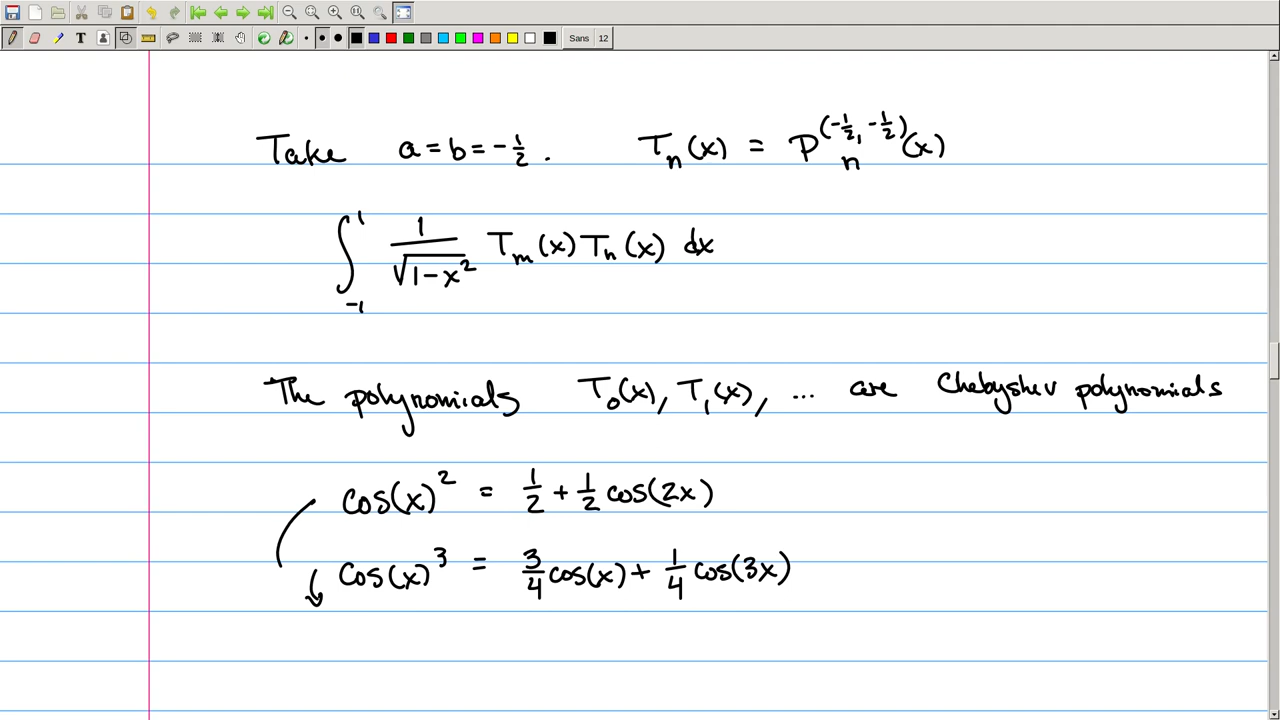 Sans 12
Take a = b = -1/2. Tₙ(x) = Pₙ^(-1/2, -1/2)(x)
∫₋₁¹ 1/√(1-x²) Tₘ(x) Tₙ(x) dx
The polynomials T₀(x), T₁(x), ... are Chebyshev polynomials
cos(x)² = 1/2 + 1/2 cos(2x)
cos(x)³ = 3/4 cos(x) + 1/4 cos(3x)